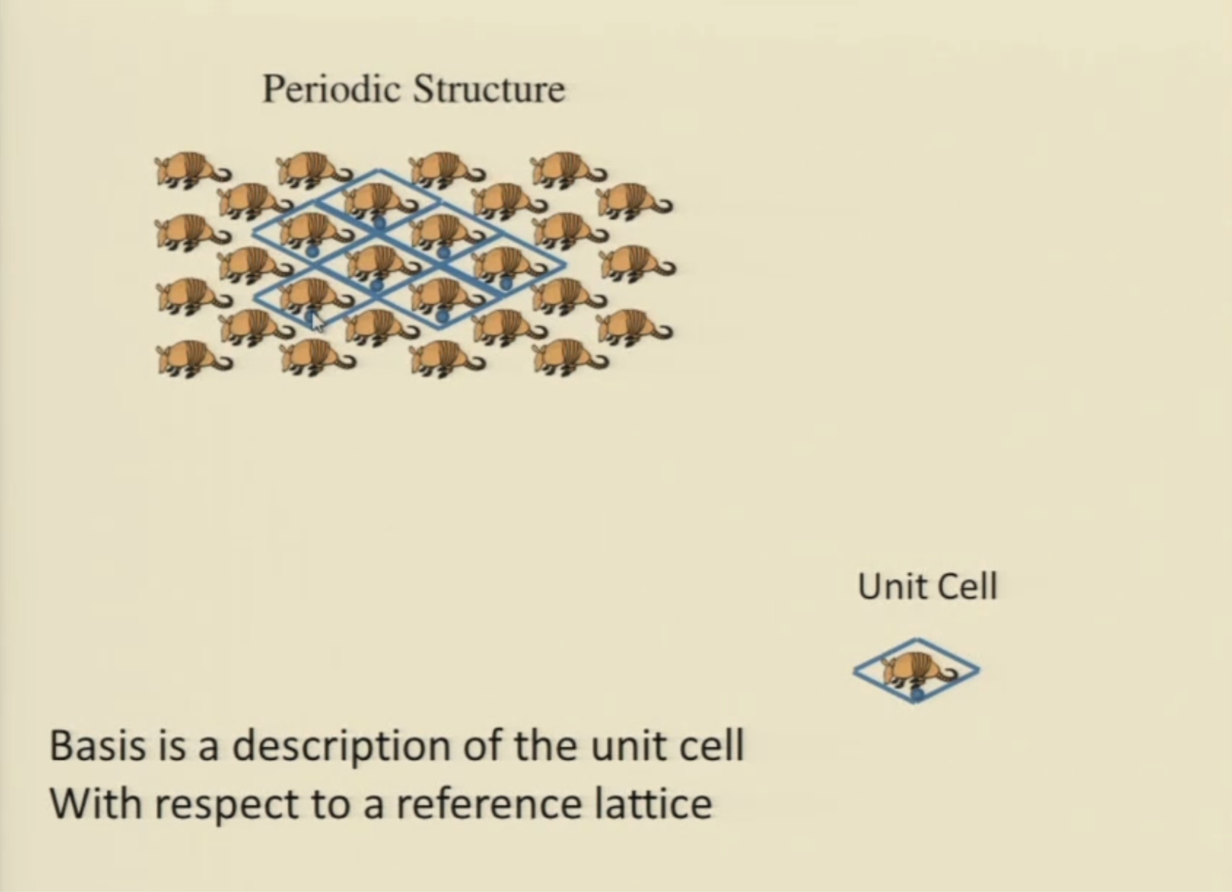 Periodic Structure
Unit Cell
Basis is a description of the unit cell
With respect to a reference lattice